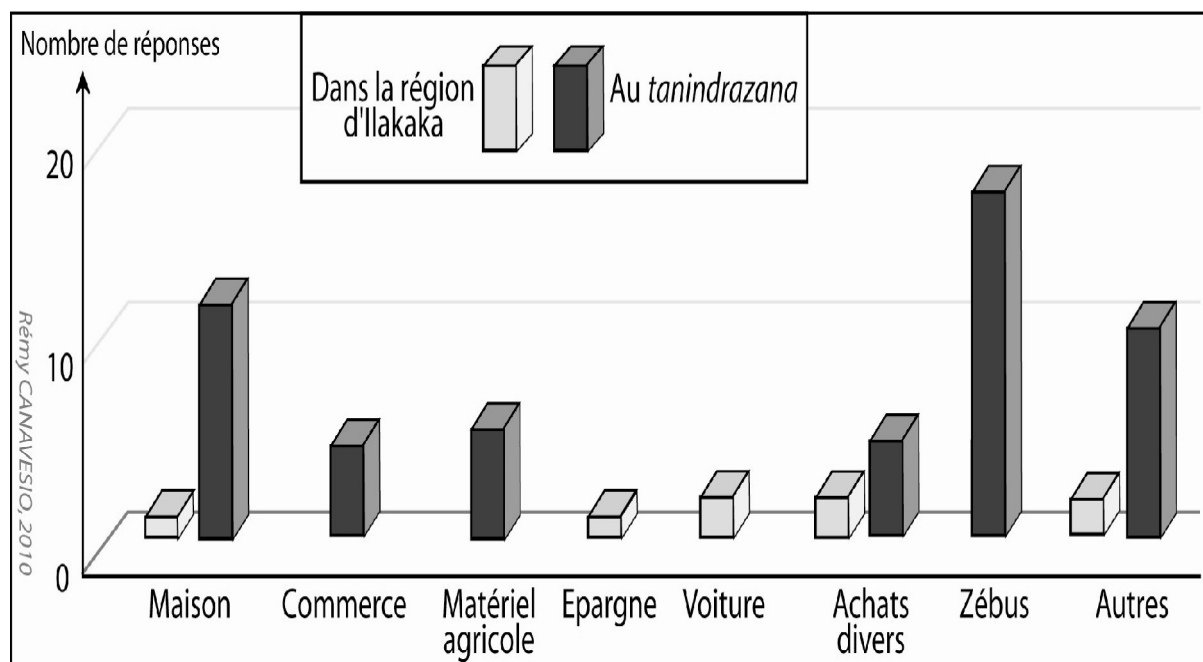 Nombre de réponses
Dans la région
d'Ilakaka
Au tanindrazana
20
10
0
Rémy CANAVESIO, 2010
Maison
Commerce
Matériel
agricole
Epargne
Voiture
Achats
divers
Zébus
Autres